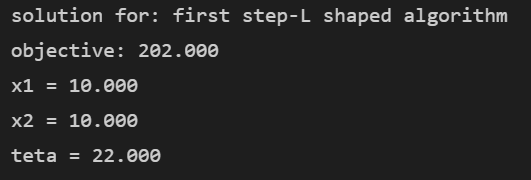 solution for: first step-L shaped algorithm
objective: 202.000
x1 = 10.000
x2 = 10.000
teta = 22.000